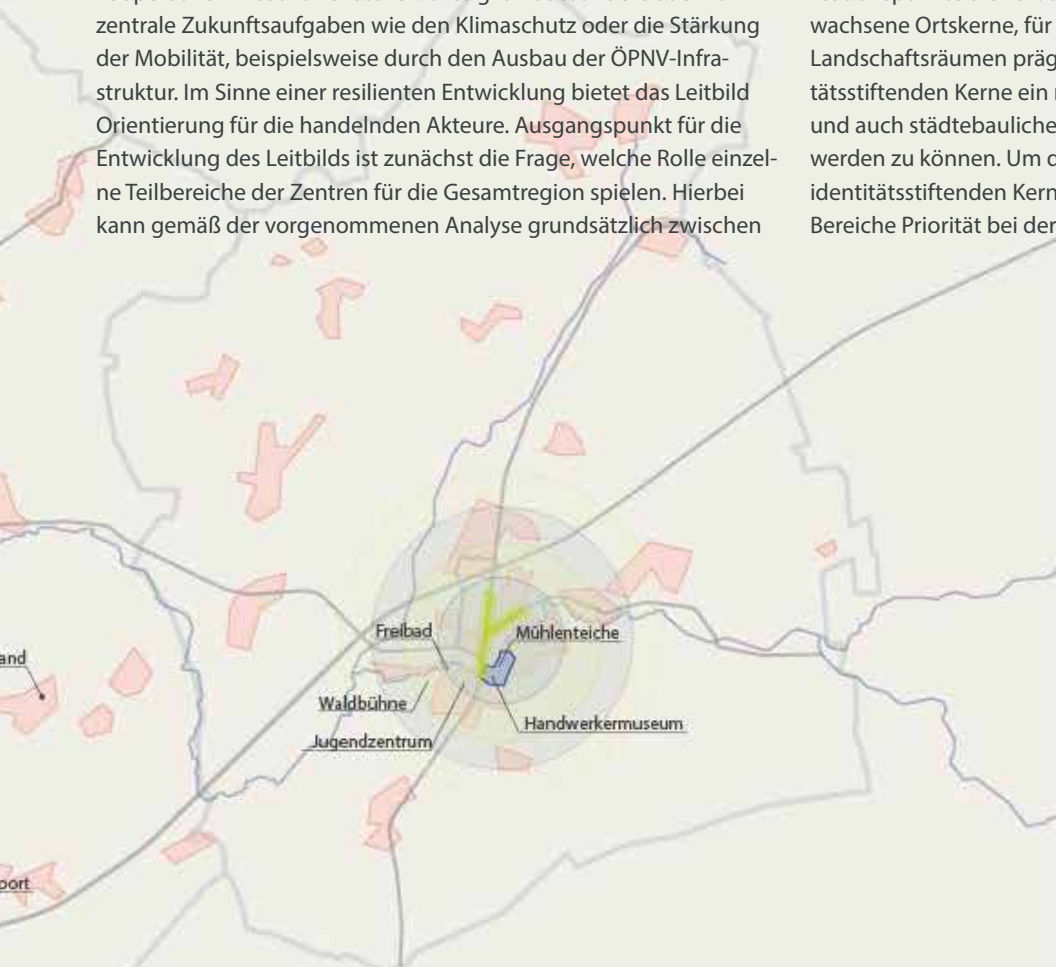 zentrale Zukunftsaufgaben wie den Klimaschutz oder die Stärkung
der Mobilität, beispielsweise durch den Ausbau der ÖPNV-Infra-
struktur. Im Sinne einer resilienten Entwicklung bietet das Leitbild
Orientierung für die handelnden Akteure. Ausgangspunkt für die
Entwicklung des Leitbilds ist zunächst die Frage, welche Rolle einzel-
ne Teilbereiche der Zentren für die Gesamtregion spielen. Hierbei
kann gemäß der vorgenommenen Analyse grundsätzlich zwischen
wachsene Ortskerne, für
Landschaftsräumen präg
tätsstiftenden Kerne ein
und auch städtebauliche
werden zu können. Um
identitätsstiftenden Kern
Bereiche Priorität bei der
Freibad
Mühlenteiche
and
Waldbühne
Handwerkermuseum
Jugendzentrum
port